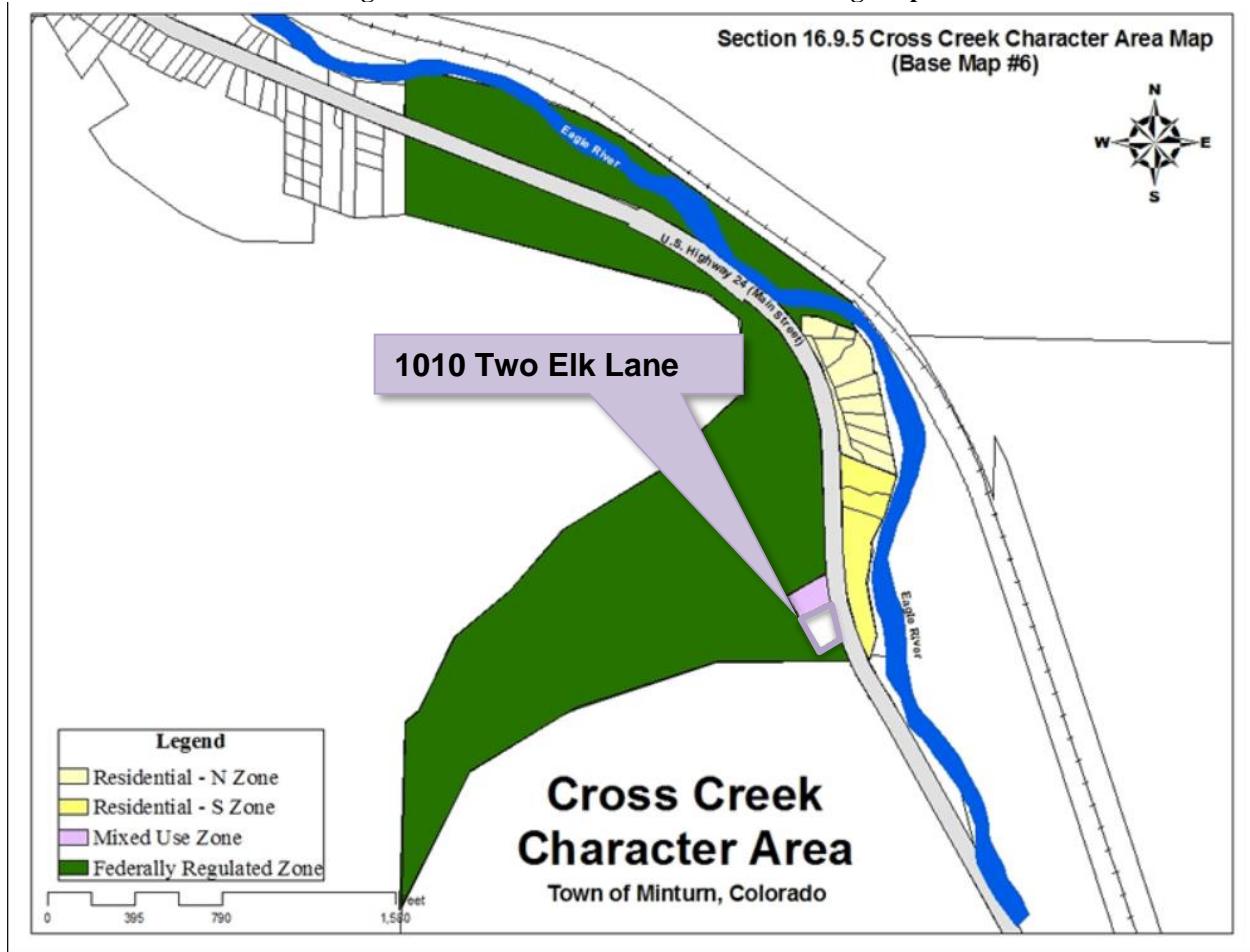 Section 16.9.5 Cross Creek Character Area Map
(Base Map #6)
N
W
E
S
Eagle River
U.S. Highway 24 (Main Street)
1010 Two Elk Lane
Eagle River
Legend
Residential - N Zone
Residential - S Zone
Mixed Use Zone
Federally Regulated Zone
0
395
790
1,580
Cross Creek
Character Area
Town of Minturn, Colorado